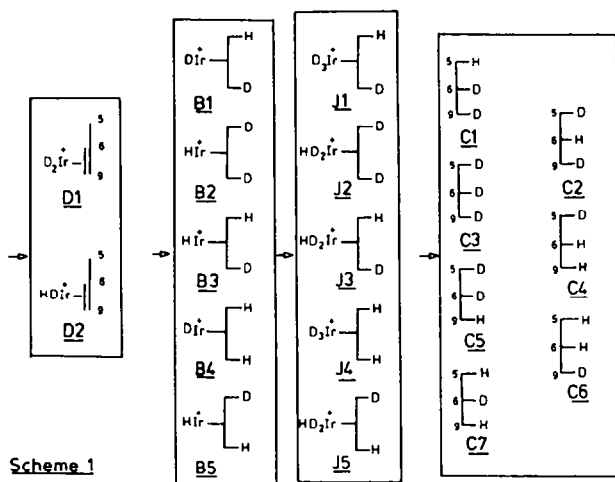 5
6
+
D2Ir
9
D1
5
6
+
HDIr
9
D2
H
+
DIr
D
B1
D
+
HIr
D
B2
H
+
HIr
D
B3
H
+
DIr
H
B4
D
+
HIr
H
B5
H
+
D3Ir
D
J1
D
+
HD2Ir
D
J2
H
+
HD2Ir
D
J3
H
+
D3Ir
H
J4
D
+
HD2Ir
H
J5
5 H
6 D
9 D
C1
5 D
6 H
9 D
C2
5 D
6 D
9 D
C3
5 D
6 H
9 H
C4
5 D
6 D
9 H
C5
5 H
6 H
9 D
C6
5 H
6 D
9 H
C7
Scheme 1